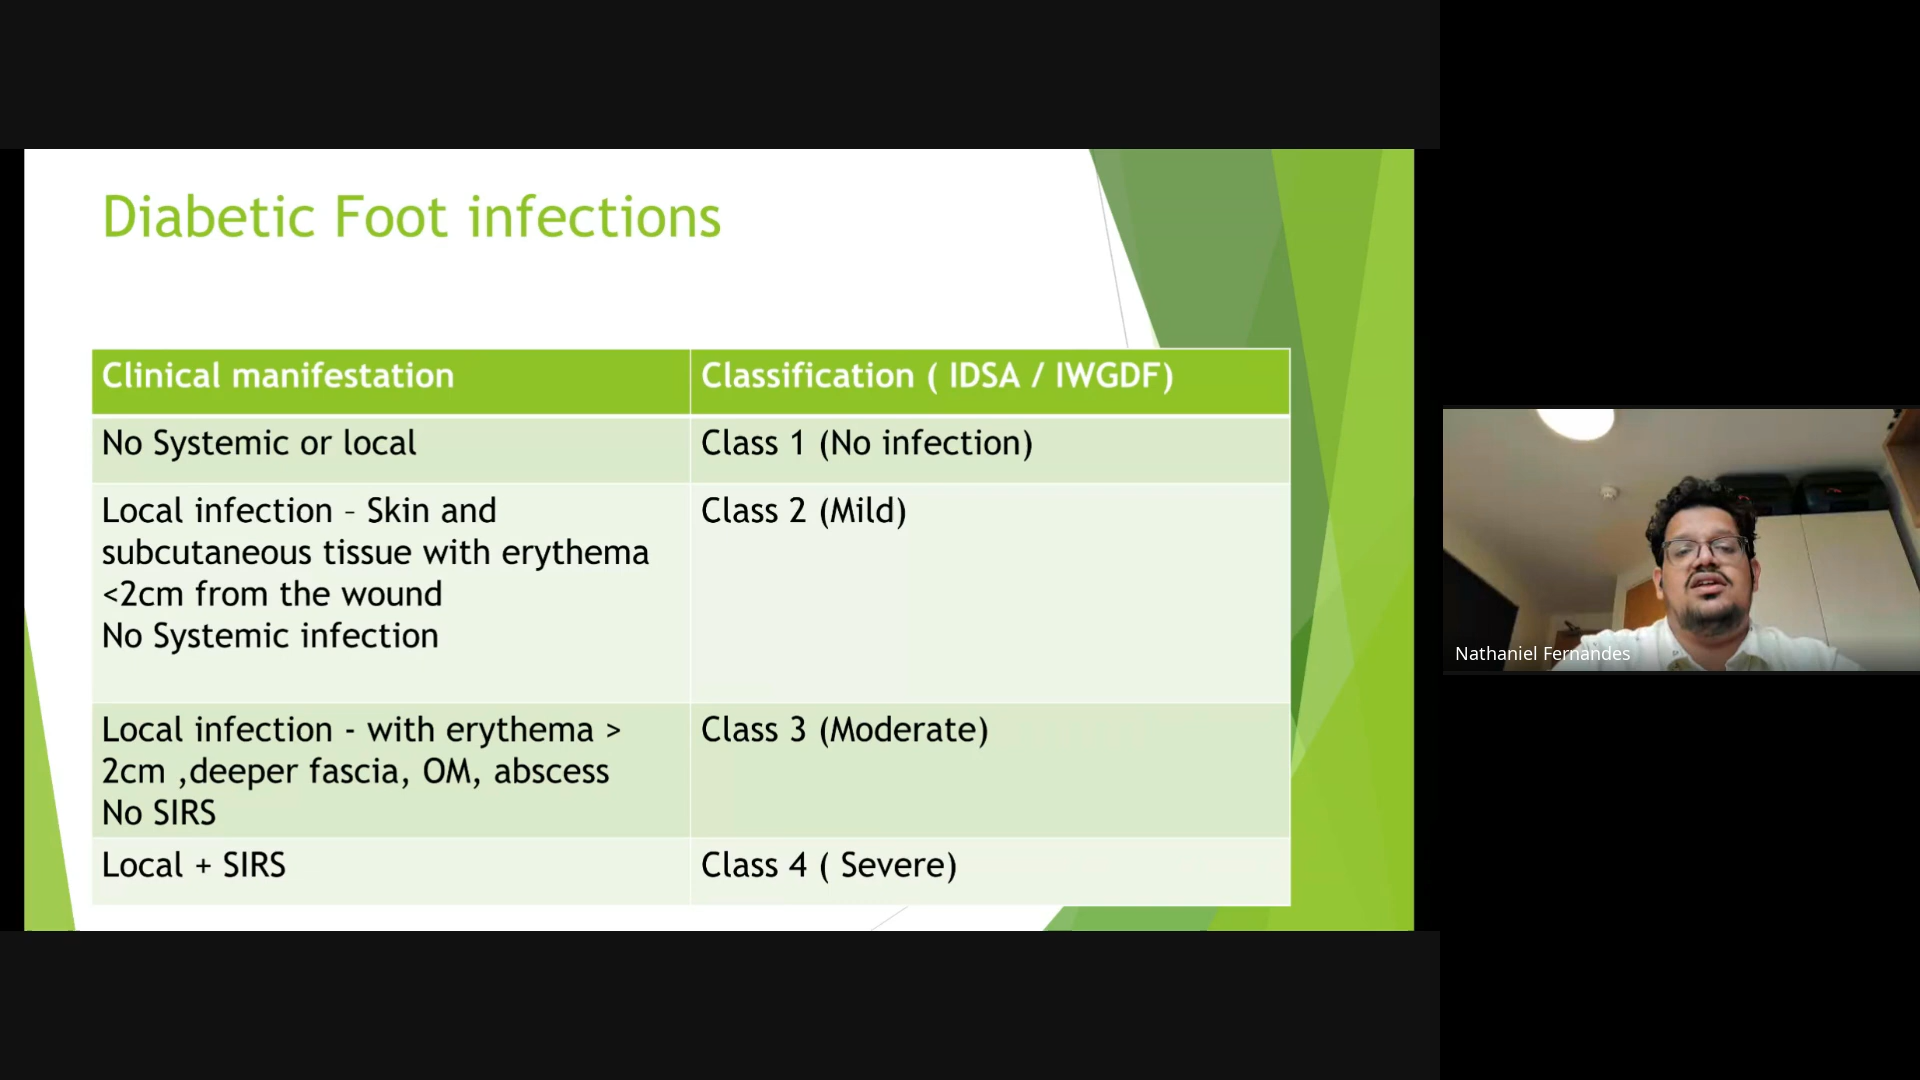 Diabetic Foot infections
Clinical manifestation
Classification ( IDSA / IWGDF)
No Systemic or local
Class 1 (No infection)
Local infection – Skin and
subcutaneous tissue with erythema
<2cm from the wound
No Systemic infection
Class 2 (Mild)
Local infection - with erythema >
2cm ,deeper fascia, OM, abscess
No SIRS
Class 3 (Moderate)
Local + SIRS
Class 4 ( Severe)
Nathaniel Fernandes